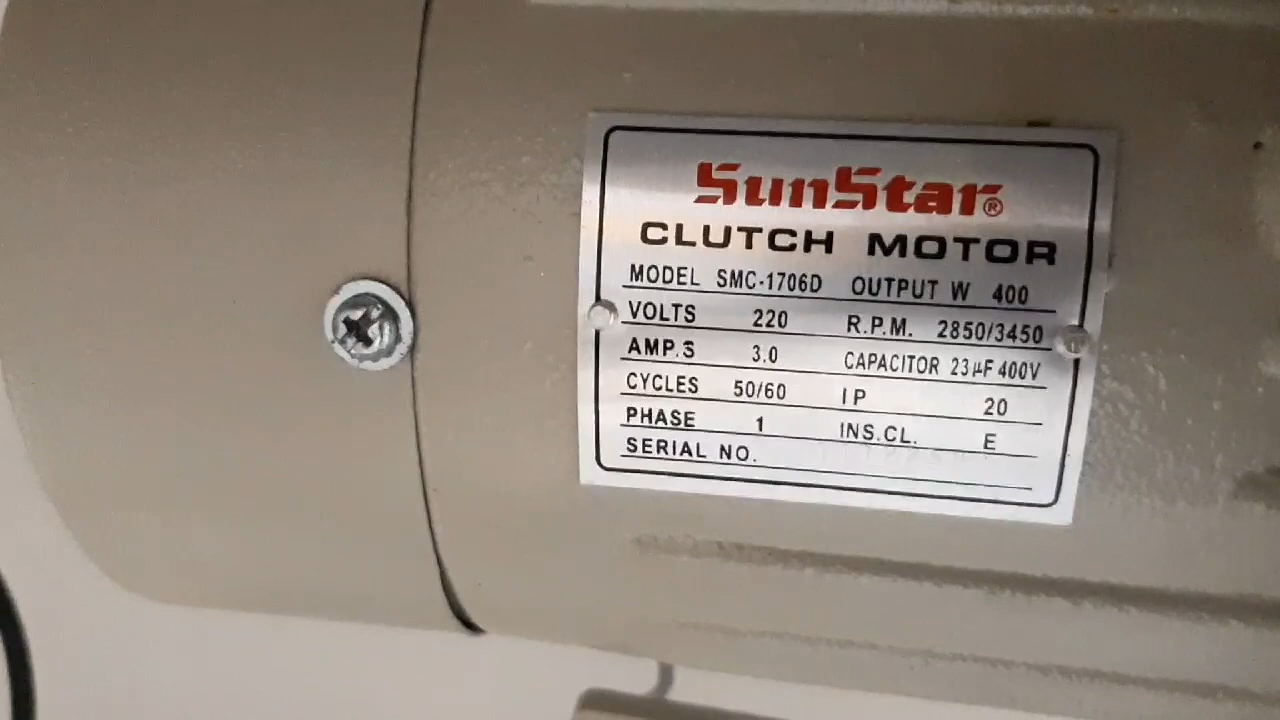 SunStar®
CLUTCH MOTOR
MODEL SMC-1706D OUTPUT W 400
VOLTS 220 R.P.M. 2850/3450
AMP.S 3.0 CAPACITOR 23µF 400V
CYCLES 50/60 IP 20
PHASE 1 INS.CL. E
SERIAL NO.